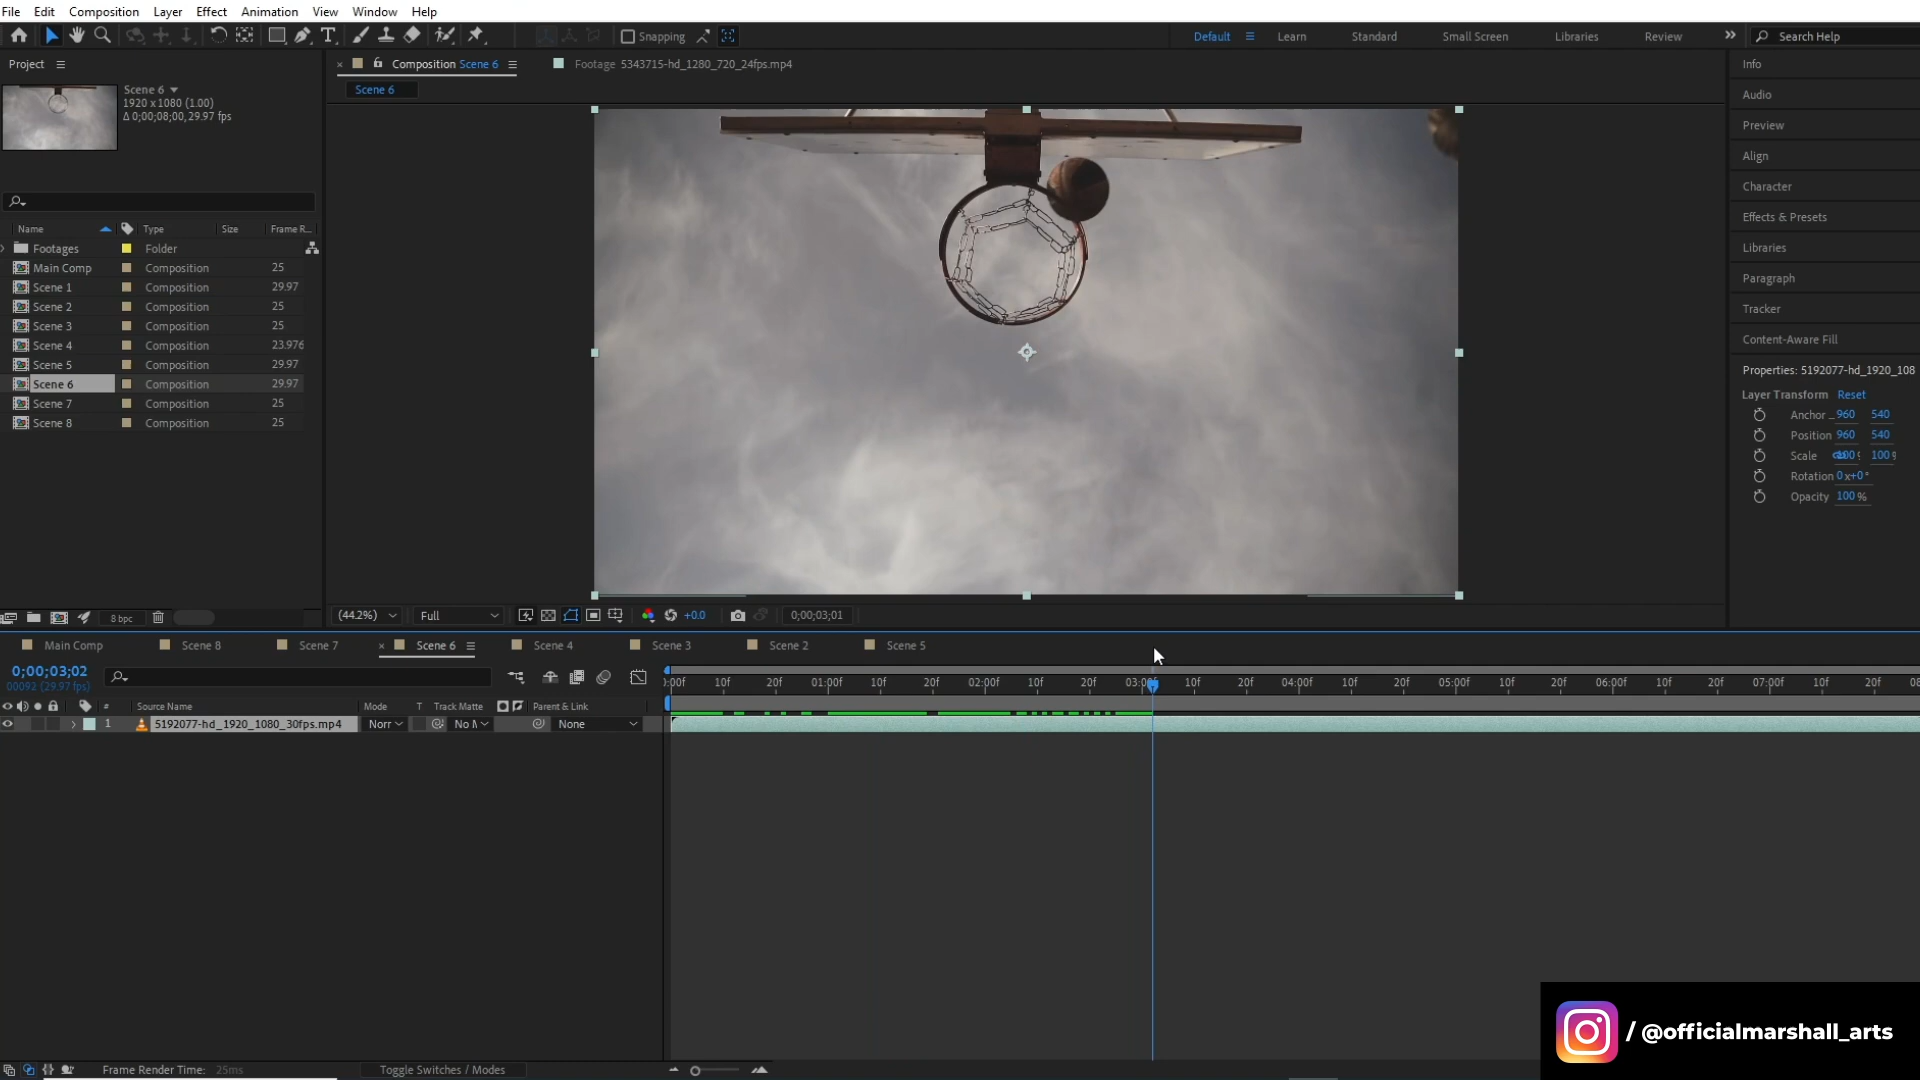 File Edit Composition Layer Effect Animation View Window Help
Snapping
Default Learn Standard Small Screen Libraries Review Search Help
Project
Composition Scene 6
Footage 5343715-hd_1280_720_24fps.mp4
Scene 6
Scene 6
1920 x 1080 (1.00)
Δ 0;00;08;00, 29.97 fps
Name Type Size Frame R...
Footages Folder
Main Comp Composition 25
Scene 1 Composition 29.97
Scene 2 Composition 25
Scene 3 Composition 25
Scene 4 Composition 23.976
Scene 5 Composition 29.97
Scene 6 Composition 29.97
Scene 7 Composition 25
Scene 8 Composition 25
Info
Audio
Preview
Align
Character
Effects & Presets
Libraries
Paragraph
Tracker
Content-Aware Fill
Properties: 5192077-hd_1920_108
Layer Transform Reset
Anchor 960 540
Position 960 540
Scale 100 100
Rotation 0x+0°
Opacity 100%
8 bpc
(44.2%) Full +0.0 0;00;03;01
Main Comp Scene 8 Scene 7 Scene 6 Scene 4 Scene 3 Scene 2 Scene 5
0;00;03;02
00092 (29.97 fps)
:00f 10f 20f 01:00f 10f 20f 02:00f 10f 20f 03:00f 10f 20f 04:00f 10f 20f 05:00f 10f 20f 06:00f 10f 20f 07:00f 10f 20f 08
# Source Name Mode T Track Matte Parent & Link
1 5192077-hd_1920_1080_30fps.mp4 Norr No M None
Frame Render Time: 25ms
Toggle Switches / Modes
/ @officialmarshall_arts